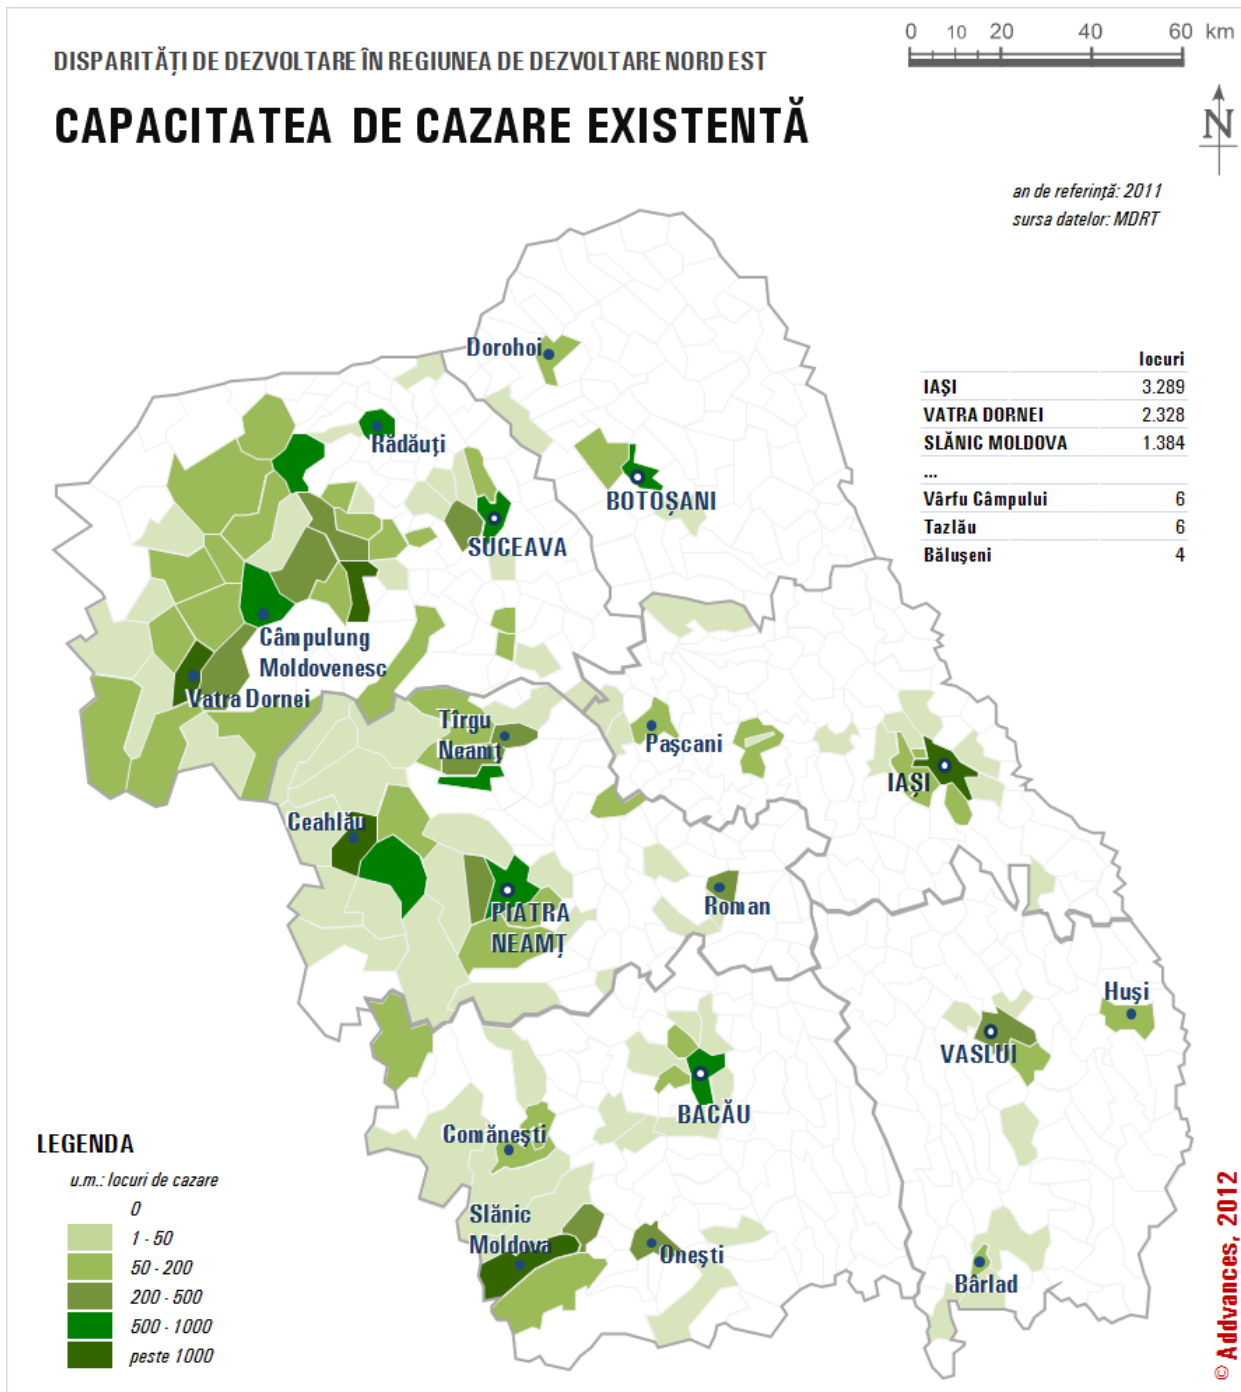 0 10 20 40 60 km
DISPARITĂȚI DE DEZVOLTARE ÎN REGIUNEA DE DEZVOLTARE NORD EST
CAPACITATEA DE CAZARE EXISTENTĂ
N
an de referință: 2011
sursa datelor: MDRT
locuri
IAȘI 3.289
VATRA DORNEI 2.328
SLĂNIC MOLDOVA 1.384
...
Vârfu Câmpului 6
Tazlău 6
Bălușeni 4
Dorohoi
Rădăuți
BOTOȘANI
SUCEAVA
Câmpulung
Moldovenesc
Vatra Dornei
Tîrgu
Neamț
Pașcani
IAȘI
Ceahlău
Roman
PIATRA
NEAMȚ
Huși
VASLUI
BACĂU
Comănești
Slănic
Moldova
Onești
Bârlad
LEGENDA
u.m.: locuri de cazare
0
1 - 50
50 - 200
200 - 500
500 - 1000
peste 1000
© Addvances, 2012